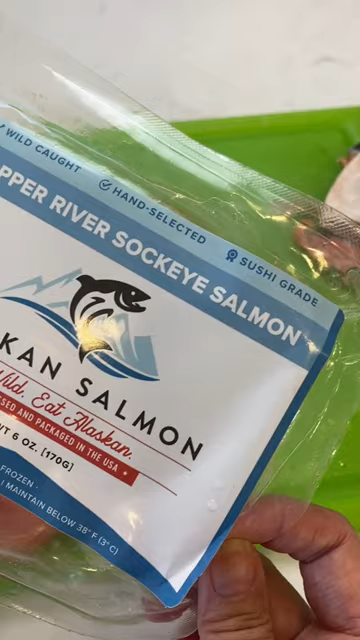 WILD CAUGHT
HAND-SELECTED
SUSHI GRADE
PPER RIVER SOCKEYE SALMON
KAN SALMON
Wild. Eat Alaskan.
SSED AND PACKAGED IN THE USA
WT 6 OZ. [170G]
FROZEN
MAINTAIN BELOW 38° F (3° C)